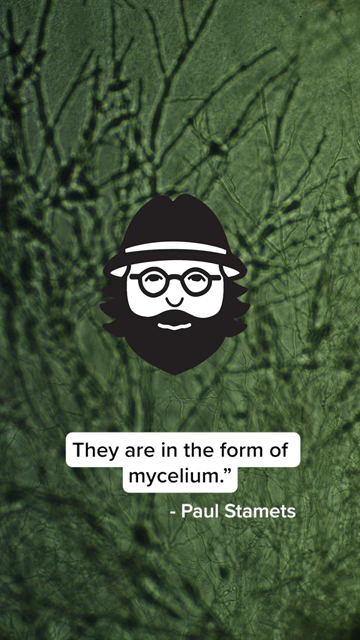 They are in the form of
mycelium.”
- Paul Stamets